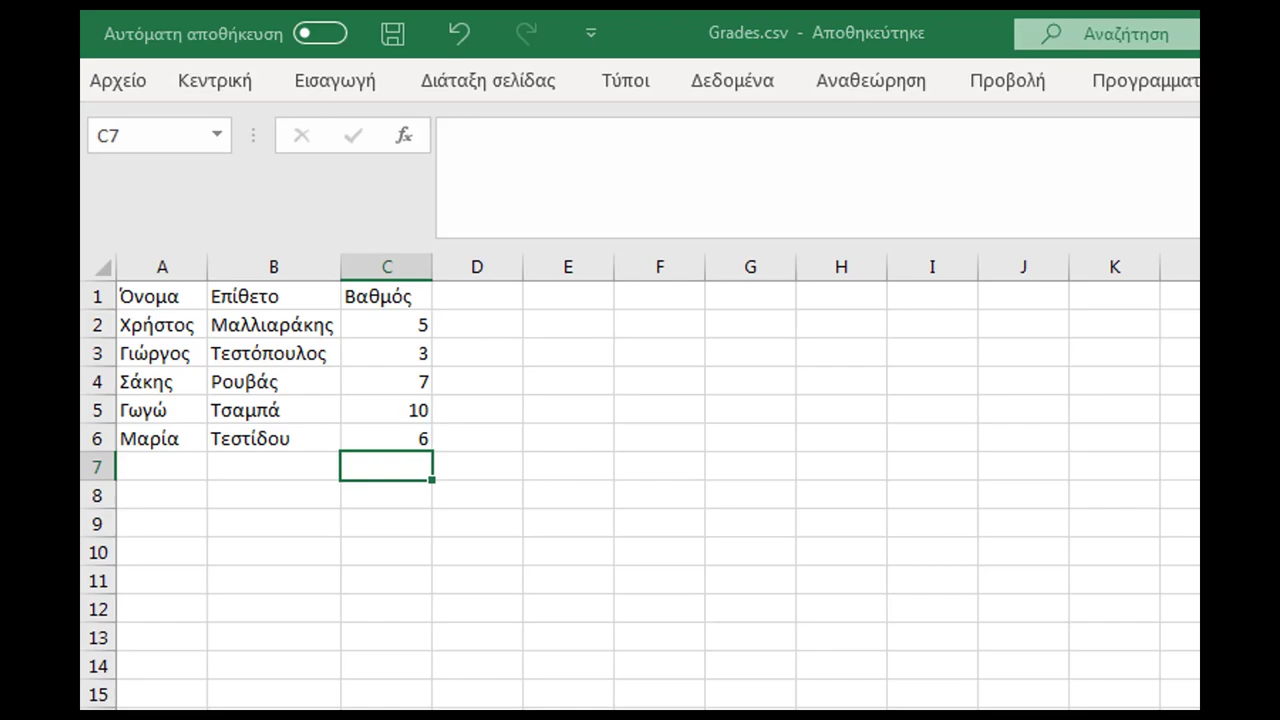 Αυτόματη αποθήκευση Grades.csv - Αποθηκεύτηκε Αναζήτηση
Αρχείο Κεντρική Εισαγωγή Διάταξη σελίδας Τύποι Δεδομένα Αναθεώρηση Προβολή Προγραμματ
C7 fx
A B C D E F G H I J K
1 Όνομα Επίθετο Βαθμός
2 Χρήστος Μαλλιαράκης 5
3 Γιώργος Τεστόπουλος 3
4 Σάκης Ρουβάς 7
5 Γωγώ Τσαμπά 10
6 Μαρία Τεστίδου 6
7
8
9
10
11
12
13
14
15